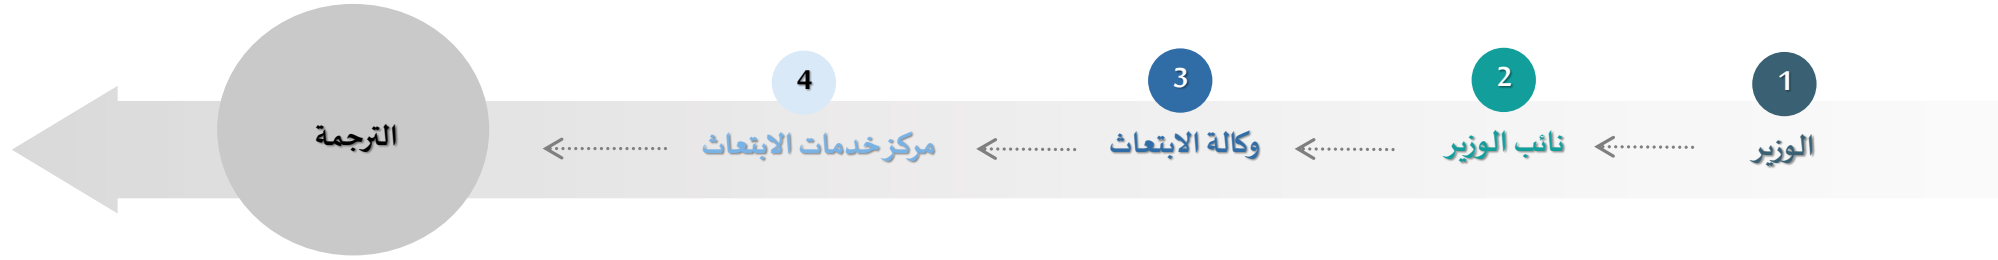 1
الوزير
2
نائب الوزير
3
وكالة الابتعاث
4
مركز خدمات الابتعاث
الترجمة